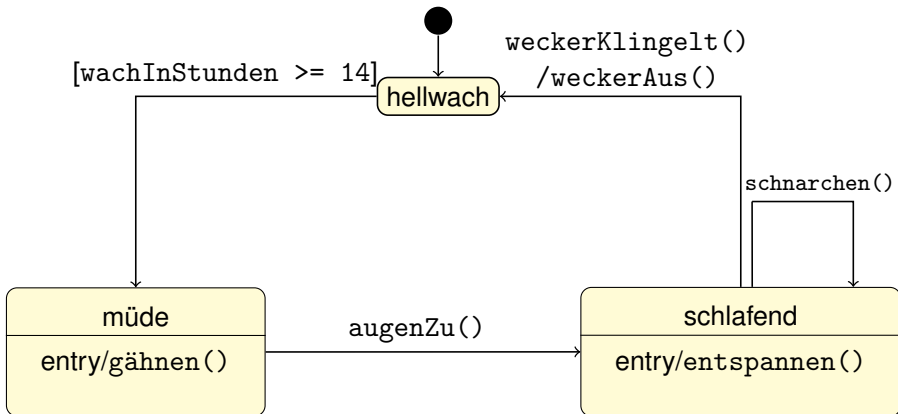 weckerKlingelt()
[wachInStunden >= 14]
/weckerAus()
hellwach
schnarchen()
müde
augenZu()
schlafend
entry/gähnen()
entry/entspannen()